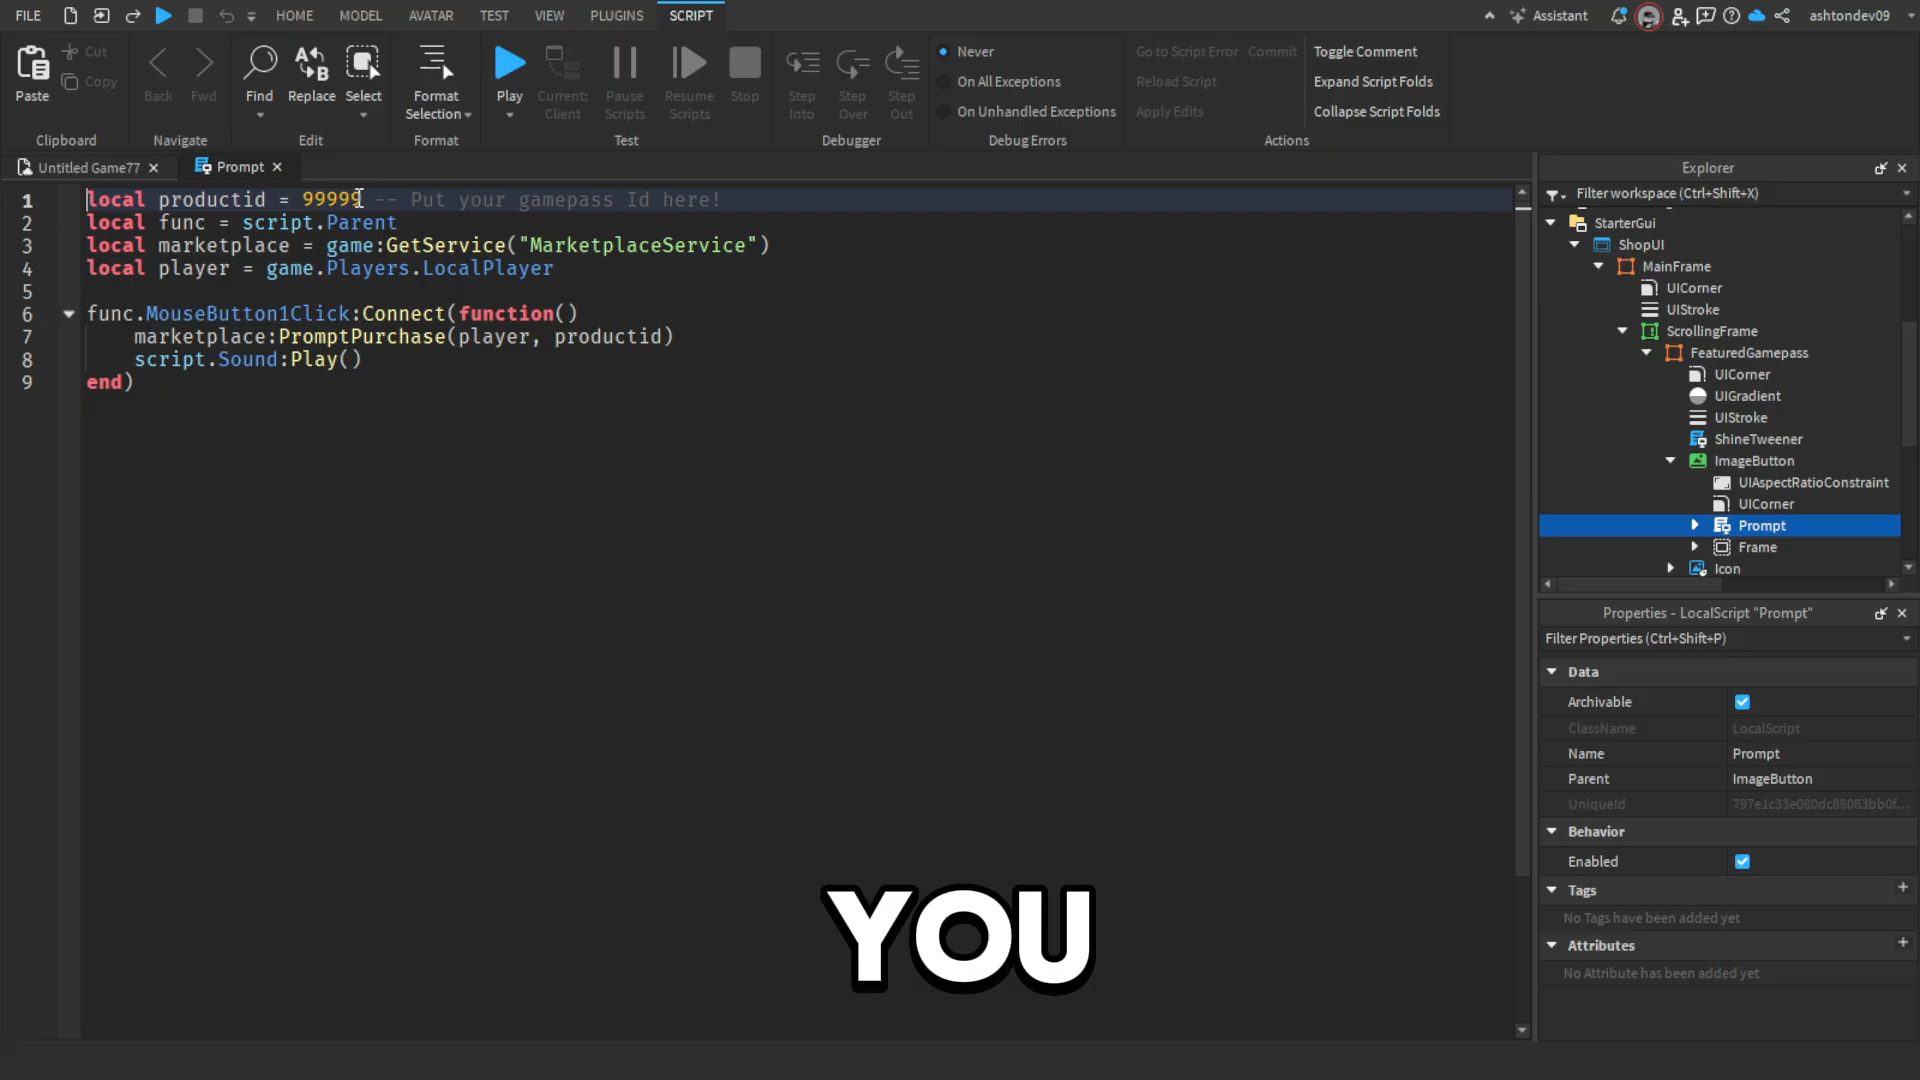 FILE HOME MODEL AVATAR TEST VIEW PLUGINS SCRIPT Assistant ashtondev09
Paste Cut Copy Clipboard
Back Fwd Navigate
Find Replace Select Edit
Format Selection Format
Play Current: Client Pause Scripts Resume Scripts Stop Test
Step Into Step Over Step Out Debugger
Never
On All Exceptions
On Unhandled Exceptions
Debug Errors
Go to Script Error Commit
Reload Script
Apply Edits
Toggle Comment
Expand Script Folds
Collapse Script Folds
Actions
Untitled Game77 Prompt
1 local productid = 99999 -- Put your gamepass Id here!
2 local func = script.Parent
3 local marketplace = game:GetService("MarketplaceService")
4 local player = game.Players.LocalPlayer
5
6 func.MouseButton1Click:Connect(function()
7 marketplace:PromptPurchase(player, productid)
8 script.Sound:Play()
9 end)
YOU
Explorer
Filter workspace (Ctrl+Shift+X)
StarterGui
ShopUI
MainFrame
UICorner
UIStroke
ScrollingFrame
FeaturedGamepass
UICorner
UIGradient
UIStroke
ShineTweener
ImageButton
UIAspectRatioConstraint
UICorner
Prompt
Frame
Icon
Properties - LocalScript "Prompt"
Filter Properties (Ctrl+Shift+P)
Data
Archivable
ClassName LocalScript
Name Prompt
Parent ImageButton
UniqueId 797e1c33e080dc88083bb0f...
Behavior
Enabled
Tags +
No Tags have been added yet
Attributes +
No Attribute has been added yet